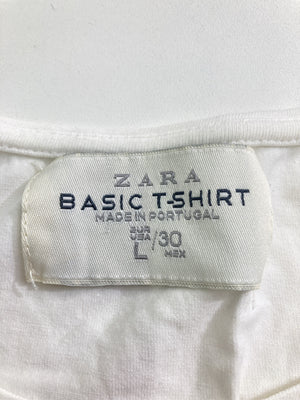 ZARA
BASIC T-SHIRT
MADE IN PORTUGAL
EUR
USA L/30 MEX